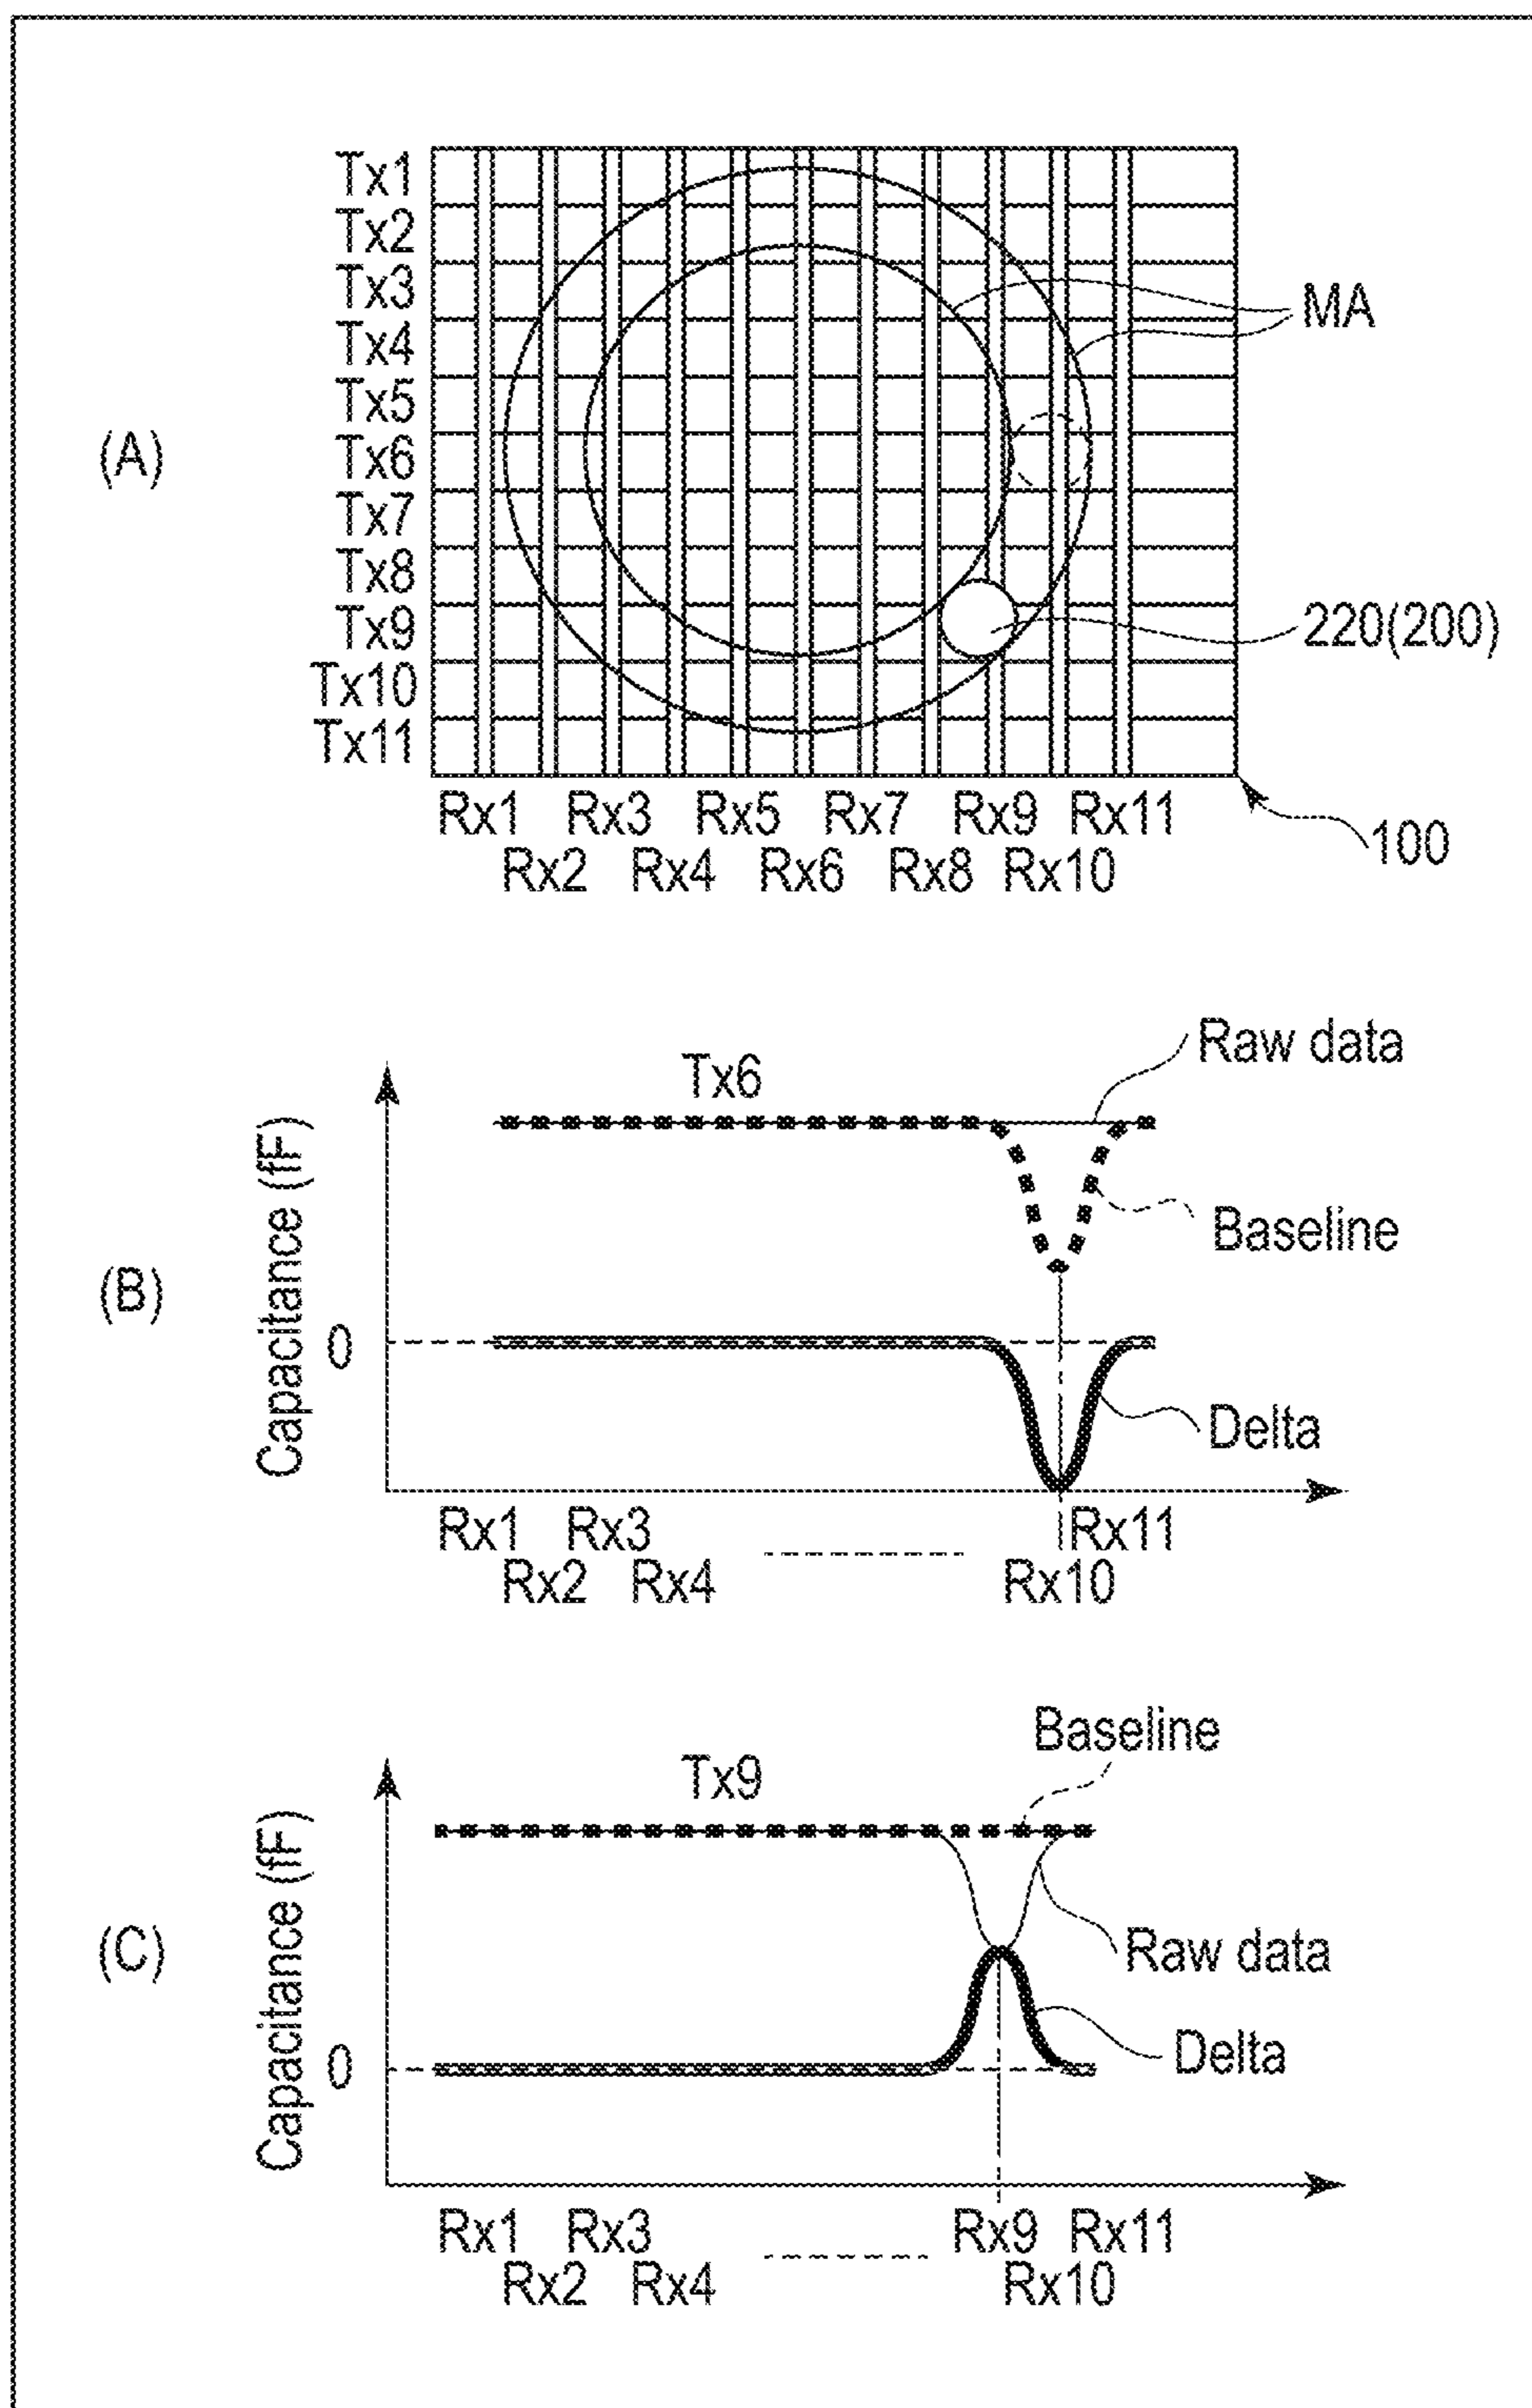 (A)
Tx1
Tx2
Tx3
Tx4
Tx5
Tx6
Tx7
Tx8
Tx9
Tx10
Tx11
MA
220(200)
Rx1 Rx3 Rx5 Rx7 Rx9 Rx11
Rx2 Rx4 Rx6 Rx8 Rx10
100
(B)
Capacitance (fF)
Tx6
Raw data
Baseline
0
Delta
Rx1 Rx3 Rx11
Rx2 Rx4 Rx10
(C)
Capacitance (fF)
Tx9
Baseline
Raw data
0
Delta
Rx1 Rx3 Rx9 Rx11
Rx2 Rx4 Rx10